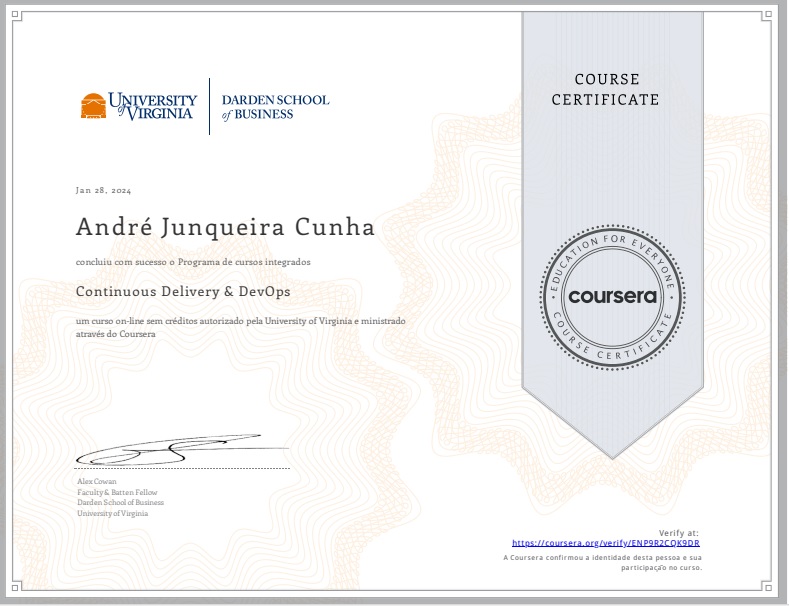 UNIVERSITY
of VIRGINIA
DARDEN SCHOOL
of BUSINESS
COURSE
CERTIFICATE
Jan 28, 2024
André Junqueira Cunha
concluiu com sucesso o Programa de cursos integrados
Continuous Delivery & DevOps
um curso on-line sem créditos autorizado pela University of Virginia e ministrado
através do Coursera
EDUCATION FOR EVERYONE
coursera
COURSE CERTIFICATE
Alex Cowan
Faculty & Batten Fellow
Darden School of Business
University of Virginia
Verify at:
https://coursera.org/verify/ENP9R2CQK9DR
A Coursera confirmou a identidade desta pessoa e sua
participação no curso.